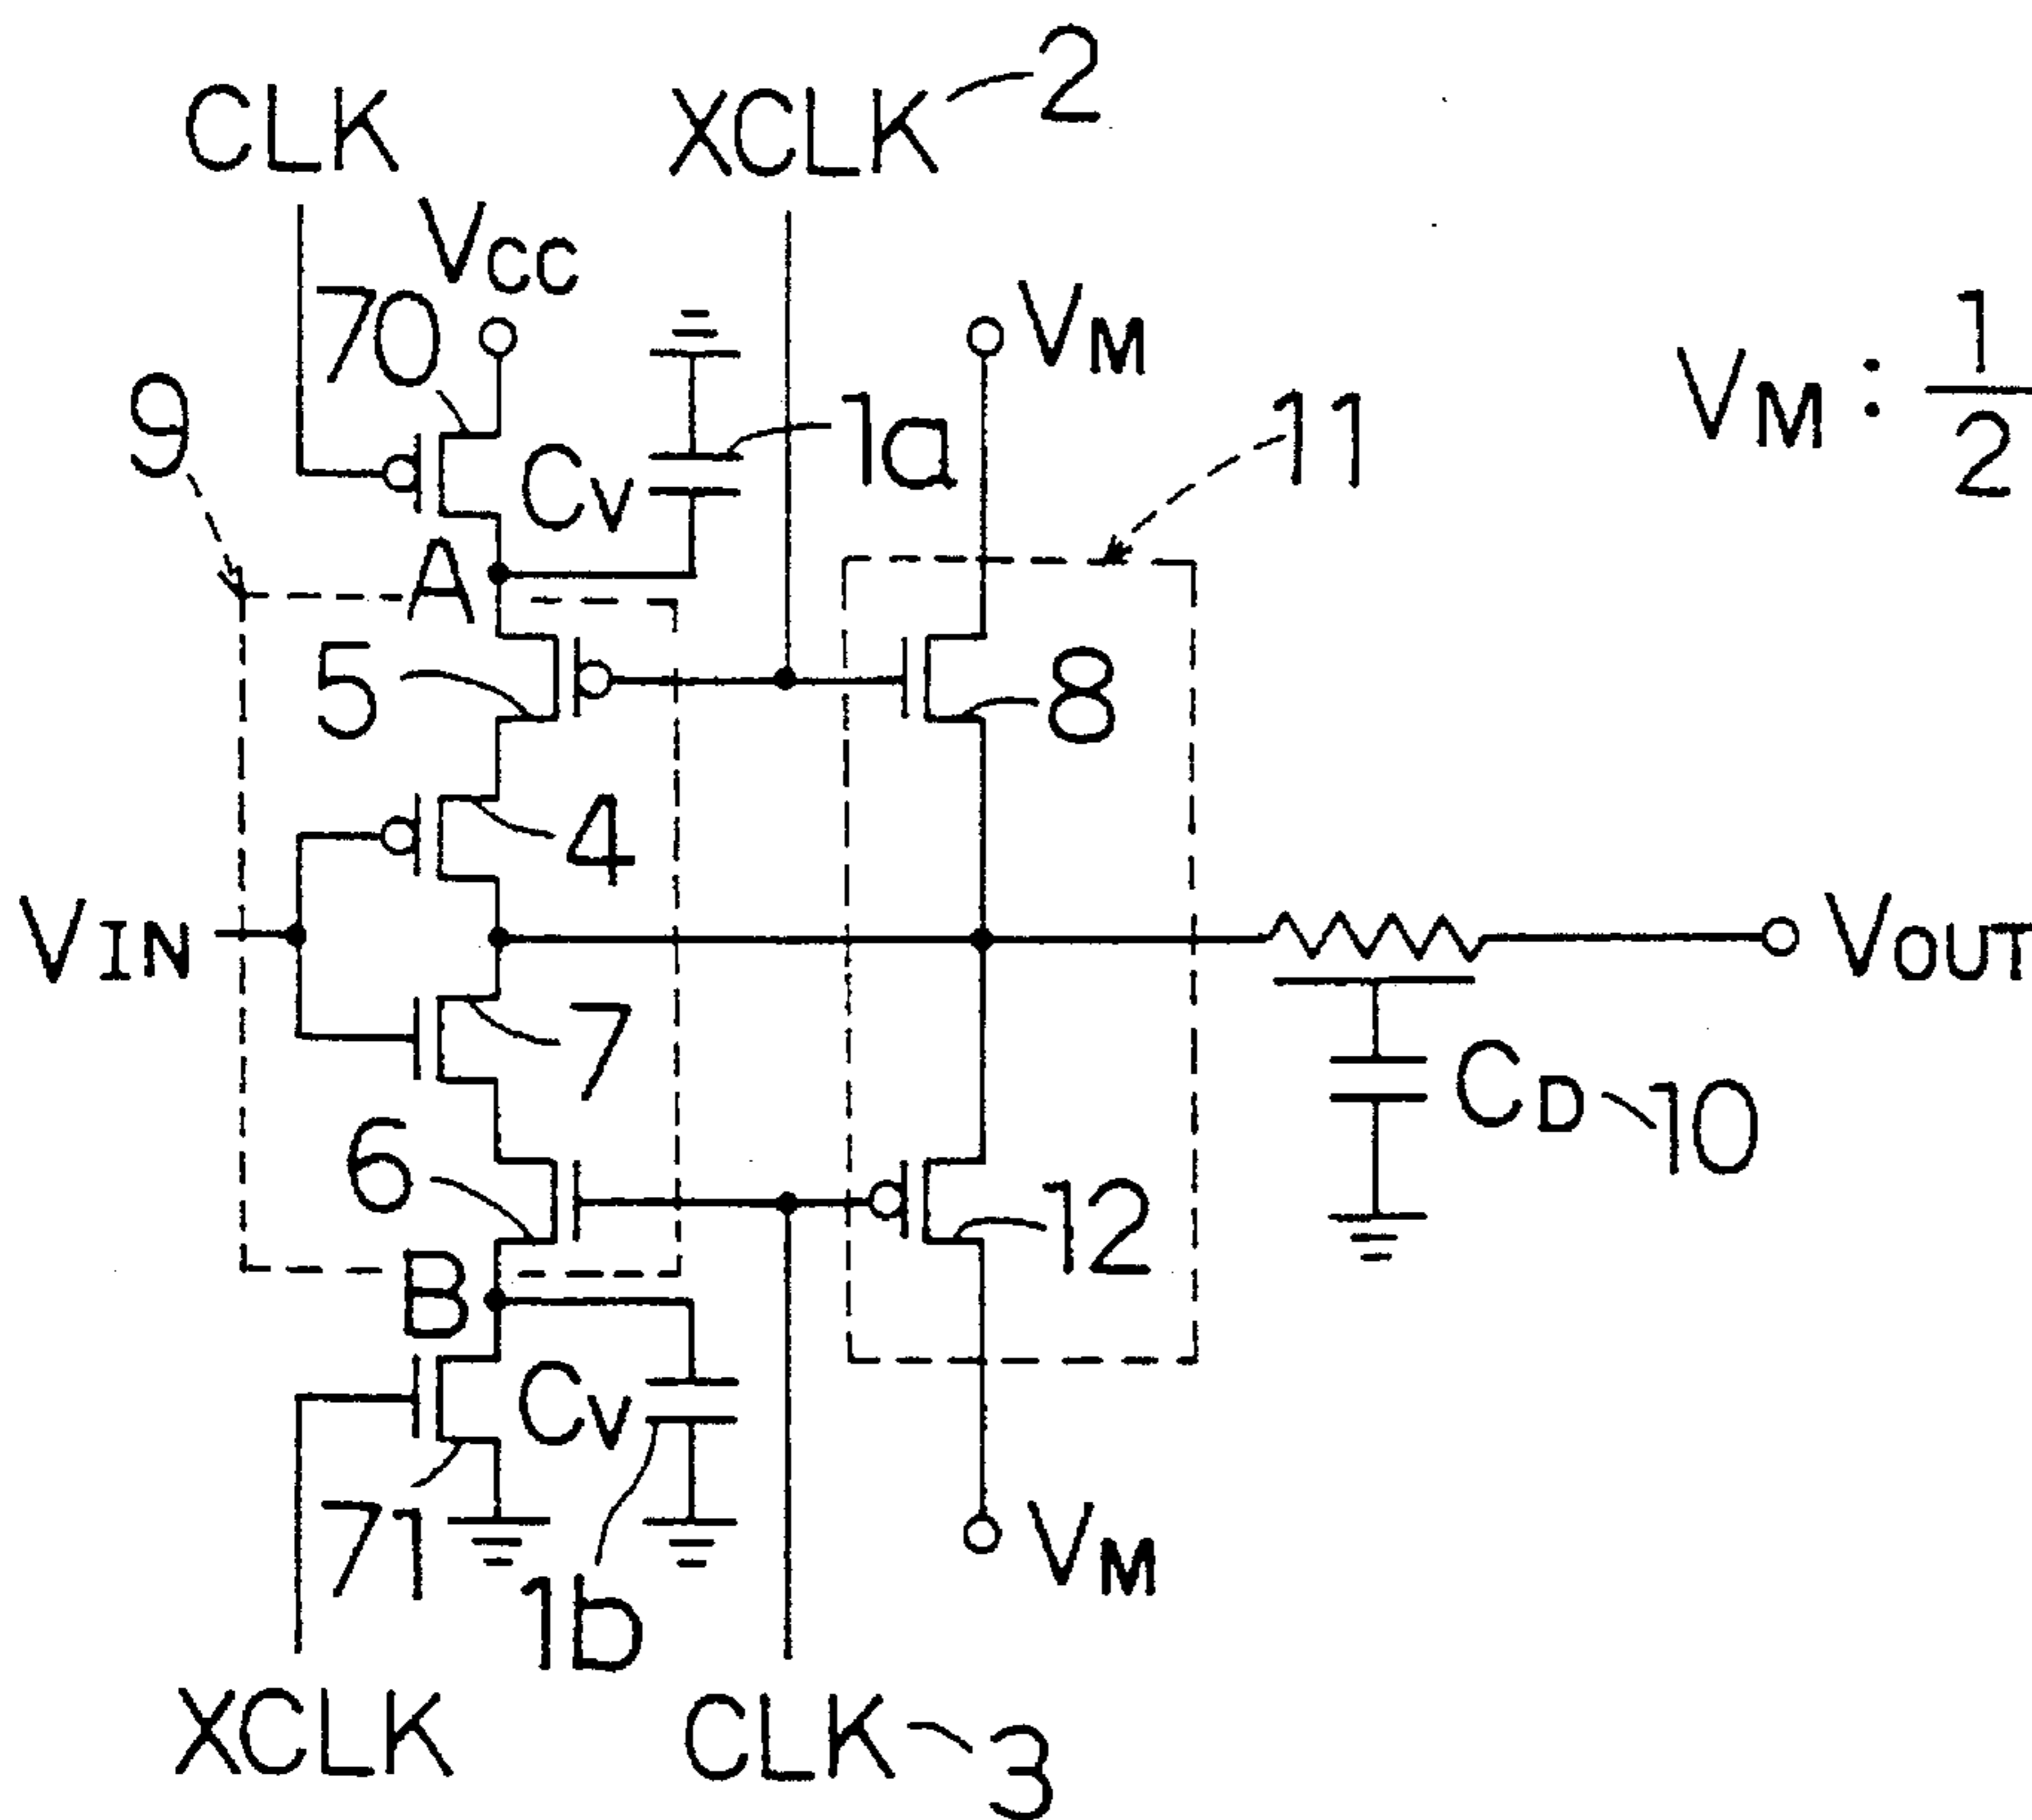 CLK
XCLK 2
VCC
70
VM
VM : 1/2
9
CV
1a
11
A
5
8
4
VIN
VOUT
7
CD 10
6
12
B
CV
71
1b
VM
XCLK
CLK 3